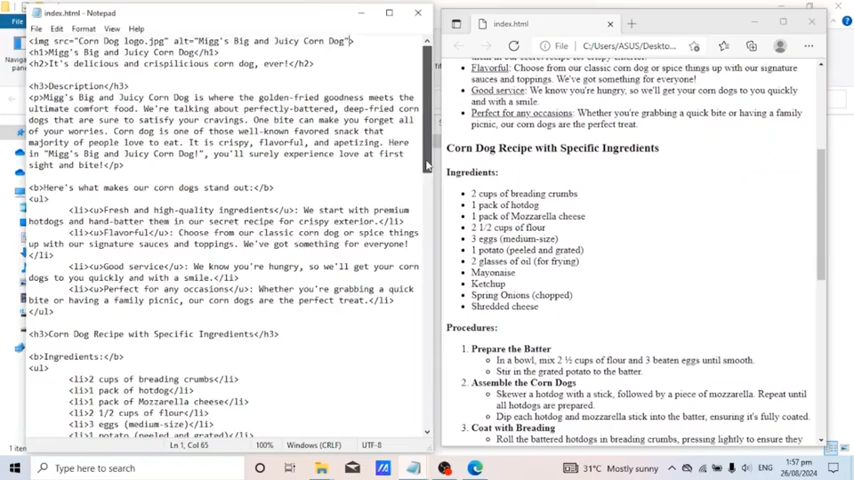 index.html - Notepad
File Edit Format View Help
<img src="Corn Dog logo.jpg" alt="Migg's Big and Juicy Corn Dog">
<h1>Migg's Big and Juicy Corn Dog</h1>
<h2>It's delicious and crispilicious corn dog, ever!</h2>
<h3>Description</h3>
<p>Migg's Big and Juicy Corn Dog is where the golden-fried goodness meets the
ultimate comfort food. We're talking about perfectly-battered, deep-fried corn
dogs that are sure to satisfy your cravings. One bite can make you forget all
of your worries. Corn dog is one of those well-known favored snack that
majority of people love to eat. It is crispy, flavorful, and apetizing. Here
in "Migg's Big and Juicy Corn Dog!", you'll surely experience love at first
sight and bite!</p>
<b>Here's what makes our corn dogs stand out:</b>
<ul>
<li><u>Fresh and high-quality ingredients</u>: We start with premium
hotdogs and hand-batter them in our secret recipe for crispy exterior.</li>
<li><u>Flavorful</u>: Choose from our classic corn dog or spice things
up with our signature sauces and toppings. We've got something for everyone!
</li>
<li><u>Good service</u>: We know you're hungry, so we'll get your corn
dogs to you quickly and with a smile.</li>
<li><u>Perfect for any occasions</u>: Whether you're grabbing a quick
bite or having a family picnic, our corn dogs are the perfect treat.</li>
</ul>
<h3>Corn Dog Recipe with Specific Ingredients</h3>
<b>Ingredients:</b>
<ul>
<li>2 cups of breading crumbs</li>
<li>1 pack of hotdog</li>
<li>1 pack of Mozzarella cheese</li>
<li>2 1/2 cups of flour</li>
<li>3 eggs (medium-size)</li>
<li>1 potato (peeled and grated)</li>
Ln 1, Col 65 100% Windows (CRLF) UTF-8
index.html
File C:/Users/ASUS/Deskto...
Flavorful: Choose from our classic corn dog or spice things up with our signature
sauces and toppings. We've got something for everyone!
Good service: We know you're hungry, so we'll get your corn dogs to you quickly
and with a smile.
Perfect for any occasions: Whether you're grabbing a quick bite or having a family
picnic, our corn dogs are the perfect treat.
Corn Dog Recipe with Specific Ingredients
Ingredients:
2 cups of breading crumbs
1 pack of hotdog
1 pack of Mozzarella cheese
2 1/2 cups of flour
3 eggs (medium-size)
1 potato (peeled and grated)
2 glasses of oil (for frying)
Mayonaise
Ketchup
Spring Onions (chopped)
Shredded cheese
Procedures:
1. Prepare the Batter
In a bowl, mix 2 ½ cups of flour and 3 beaten eggs until smooth.
Stir in the grated potato to the batter.
2. Assemble the Corn Dogs
Skewer a hotdog with a stick, followed by a piece of mozzarella. Repeat until
all hotdogs are prepared.
Dip each hotdog and mozzarella stick into the batter, ensuring it's fully coated.
3. Coat with Breading
Roll the battered hotdogs in breading crumbs, pressing lightly to ensure they
Type here to search
31°C Mostly sunny ENG
1:57 pm
26/08/2024